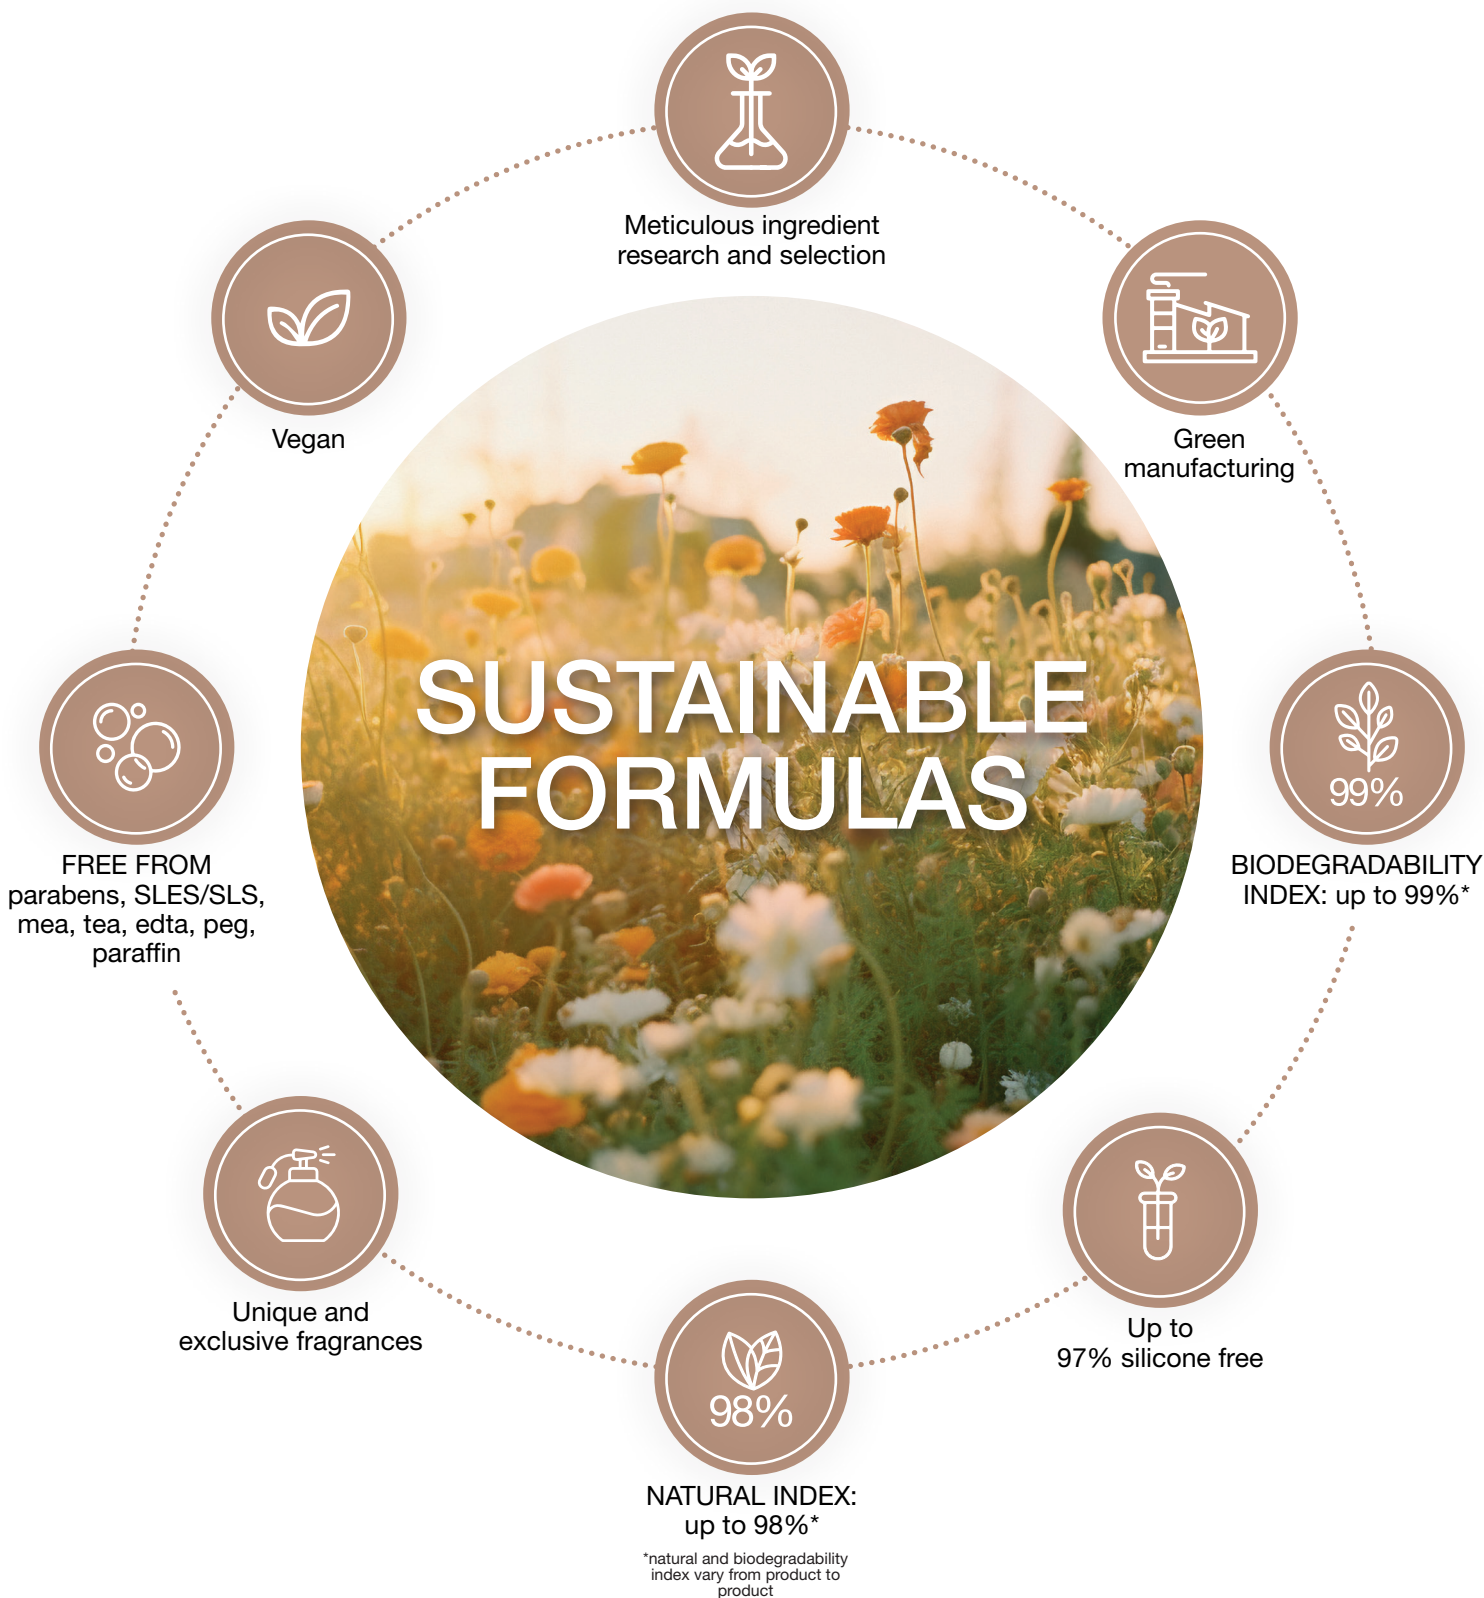 Meticulous ingredient
research and selection
Vegan
Green
manufacturing
SUSTAINABLE
FORMULAS
FREE FROM
parabens, SLES/SLS,
mea, tea, edta, peg,
paraffin
99%
BIODEGRADABILITY
INDEX: up to 99%*
Unique and
exclusive fragrances
Up to
97% silicone free
98%
NATURAL INDEX:
up to 98%*
*natural and biodegradability
index vary from product to
product